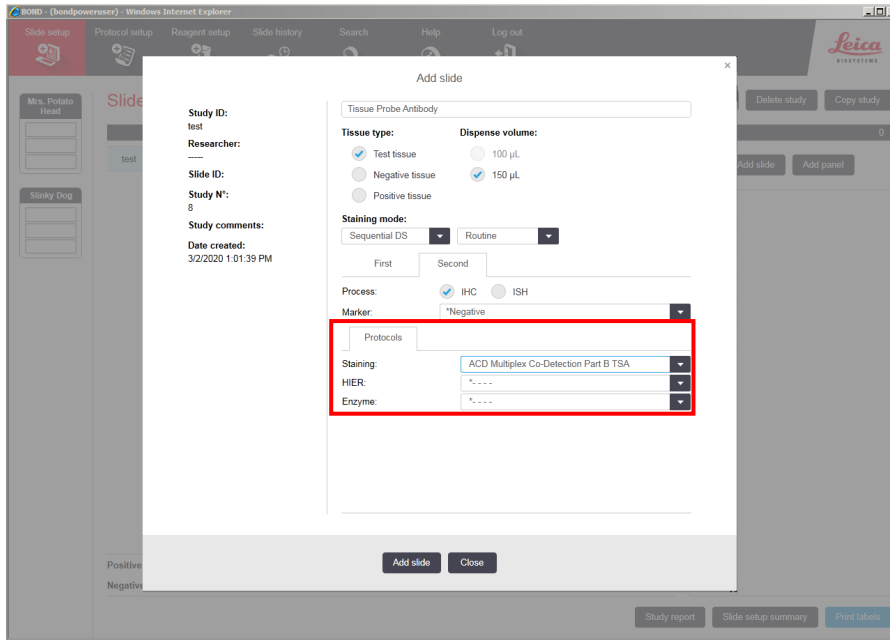 BOND - (bondpoweruser) - Windows Internet Explorer
Slide setup Protocol setup Reagent setup Slide history Search Help Log out
Leica
BIOSYSTEMS
Add slide
×
Mrs. Potato
Head
Slinky Dog
Slide
test
Delete study Copy study
0
Add slide Add panel
Study ID:
test
Researcher:
-----
Slide ID:
Study N°:
8
Study comments:
Date created:
3/2/2020 1:01:39 PM
Tissue Probe Antibody
Tissue type: Dispense volume:
Test tissue 100 µL
Negative tissue 150 µL
Positive tissue
Staining mode:
Sequential DS Routine
First Second
Process: IHC ISH
Marker: *Negative
Protocols
Staining: ACD Multiplex Co-Detection Part B TSA
HIER: *- - - -
Enzyme: *- - - -
Add slide Close
Positive
Negative
Study report Slide setup summary Print labels